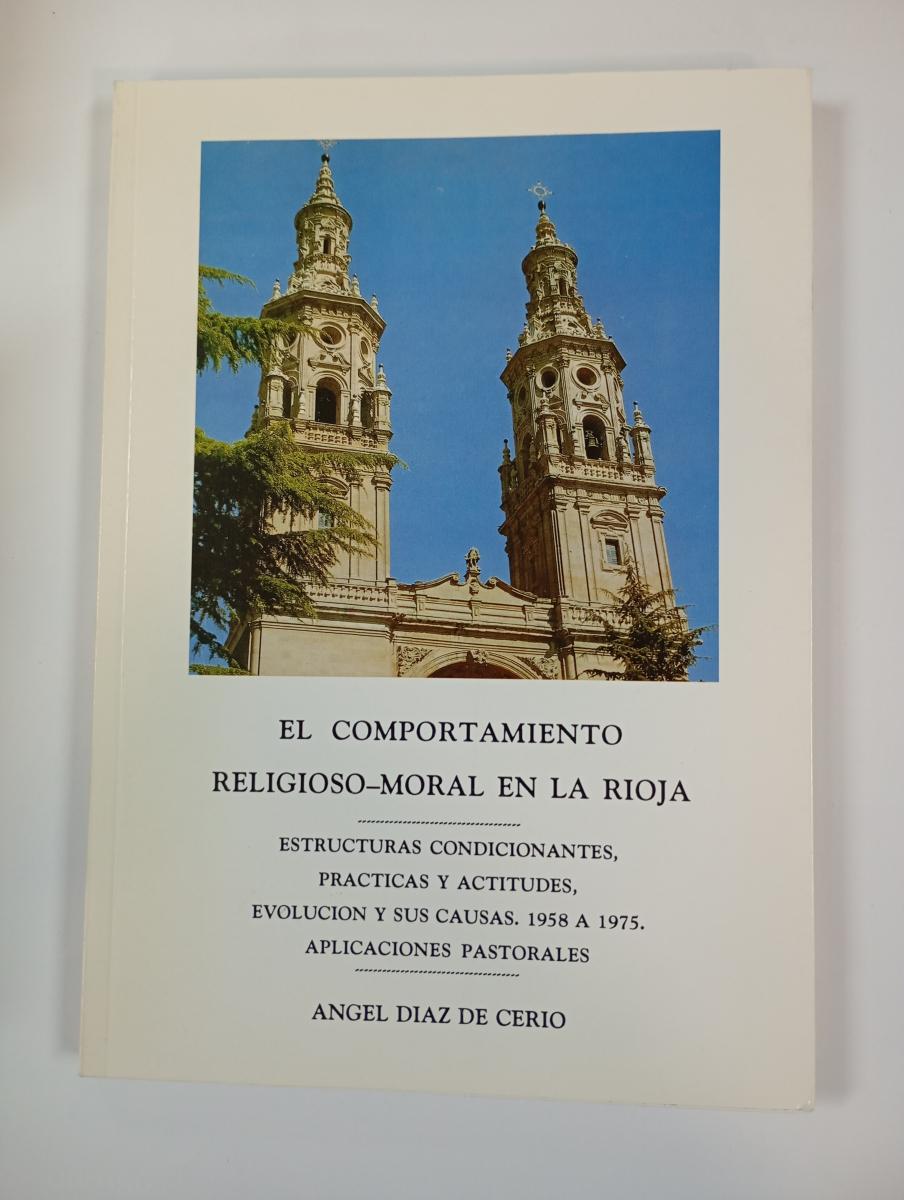 EL COMPORTAMIENTO
RELIGIOSO–MORAL EN LA RIOJA
ESTRUCTURAS CONDICIONANTES,
PRACTICAS Y ACTITUDES,
EVOLUCION Y SUS CAUSAS. 1958 A 1975.
APLICACIONES PASTORALES
ANGEL DIAZ DE CERIO